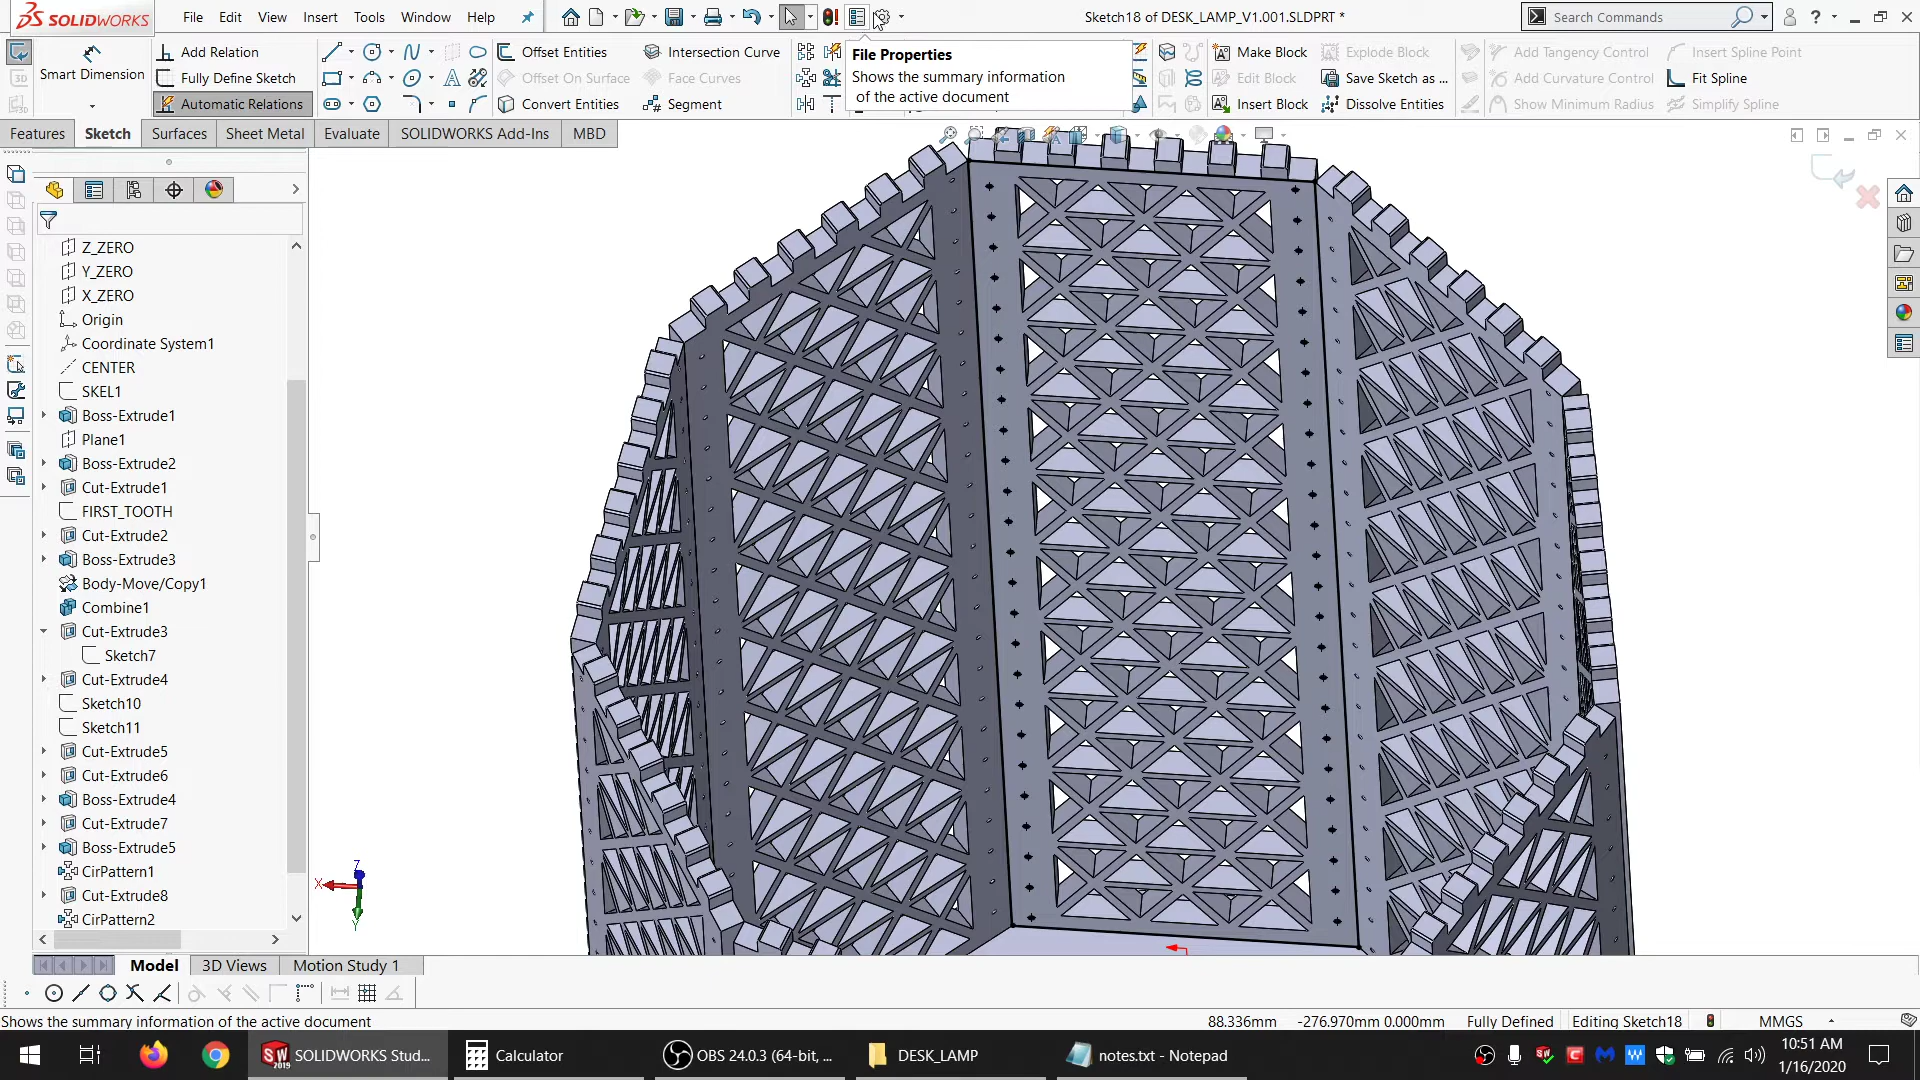 SOLIDWORKS
File
Edit
View
Insert
Tools
Window
Help
Sketch18 of DESK_LAMP_V1.001.SLDPRT *
Search Commands
Smart Dimension
Add Relation
Fully Define Sketch
Automatic Relations
Offset Entities
Offset On Surface
Convert Entities
Intersection Curve
Face Curves
Segment
File Properties
Shows the summary information
of the active document
Make Block
Edit Block
Insert Block
Explode Block
Save Sketch as ...
Dissolve Entities
Add Tangency Control
Add Curvature Control
Show Minimum Radius
Insert Spline Point
Fit Spline
Simplify Spline
Features
Sketch
Surfaces
Sheet Metal
Evaluate
SOLIDWORKS Add-Ins
MBD
Z_ZERO
Y_ZERO
X_ZERO
Origin
Coordinate System1
CENTER
SKEL1
Boss-Extrude1
Plane1
Boss-Extrude2
Cut-Extrude1
FIRST_TOOTH
Cut-Extrude2
Boss-Extrude3
Body-Move/Copy1
Combine1
Cut-Extrude3
Sketch7
Cut-Extrude4
Sketch10
Sketch11
Cut-Extrude5
Cut-Extrude6
Boss-Extrude4
Cut-Extrude7
Boss-Extrude5
CirPattern1
Cut-Extrude8
CirPattern2
Z
X
Y
Model
3D Views
Motion Study 1
Shows the summary information of the active document
88.336mm
-276.970mm 0.000mm
Fully Defined
Editing Sketch18
MMGS
SOLIDWORKS Stud...
Calculator
OBS 24.0.3 (64-bit, ...
DESK_LAMP
notes.txt - Notepad
10:51 AM
1/16/2020